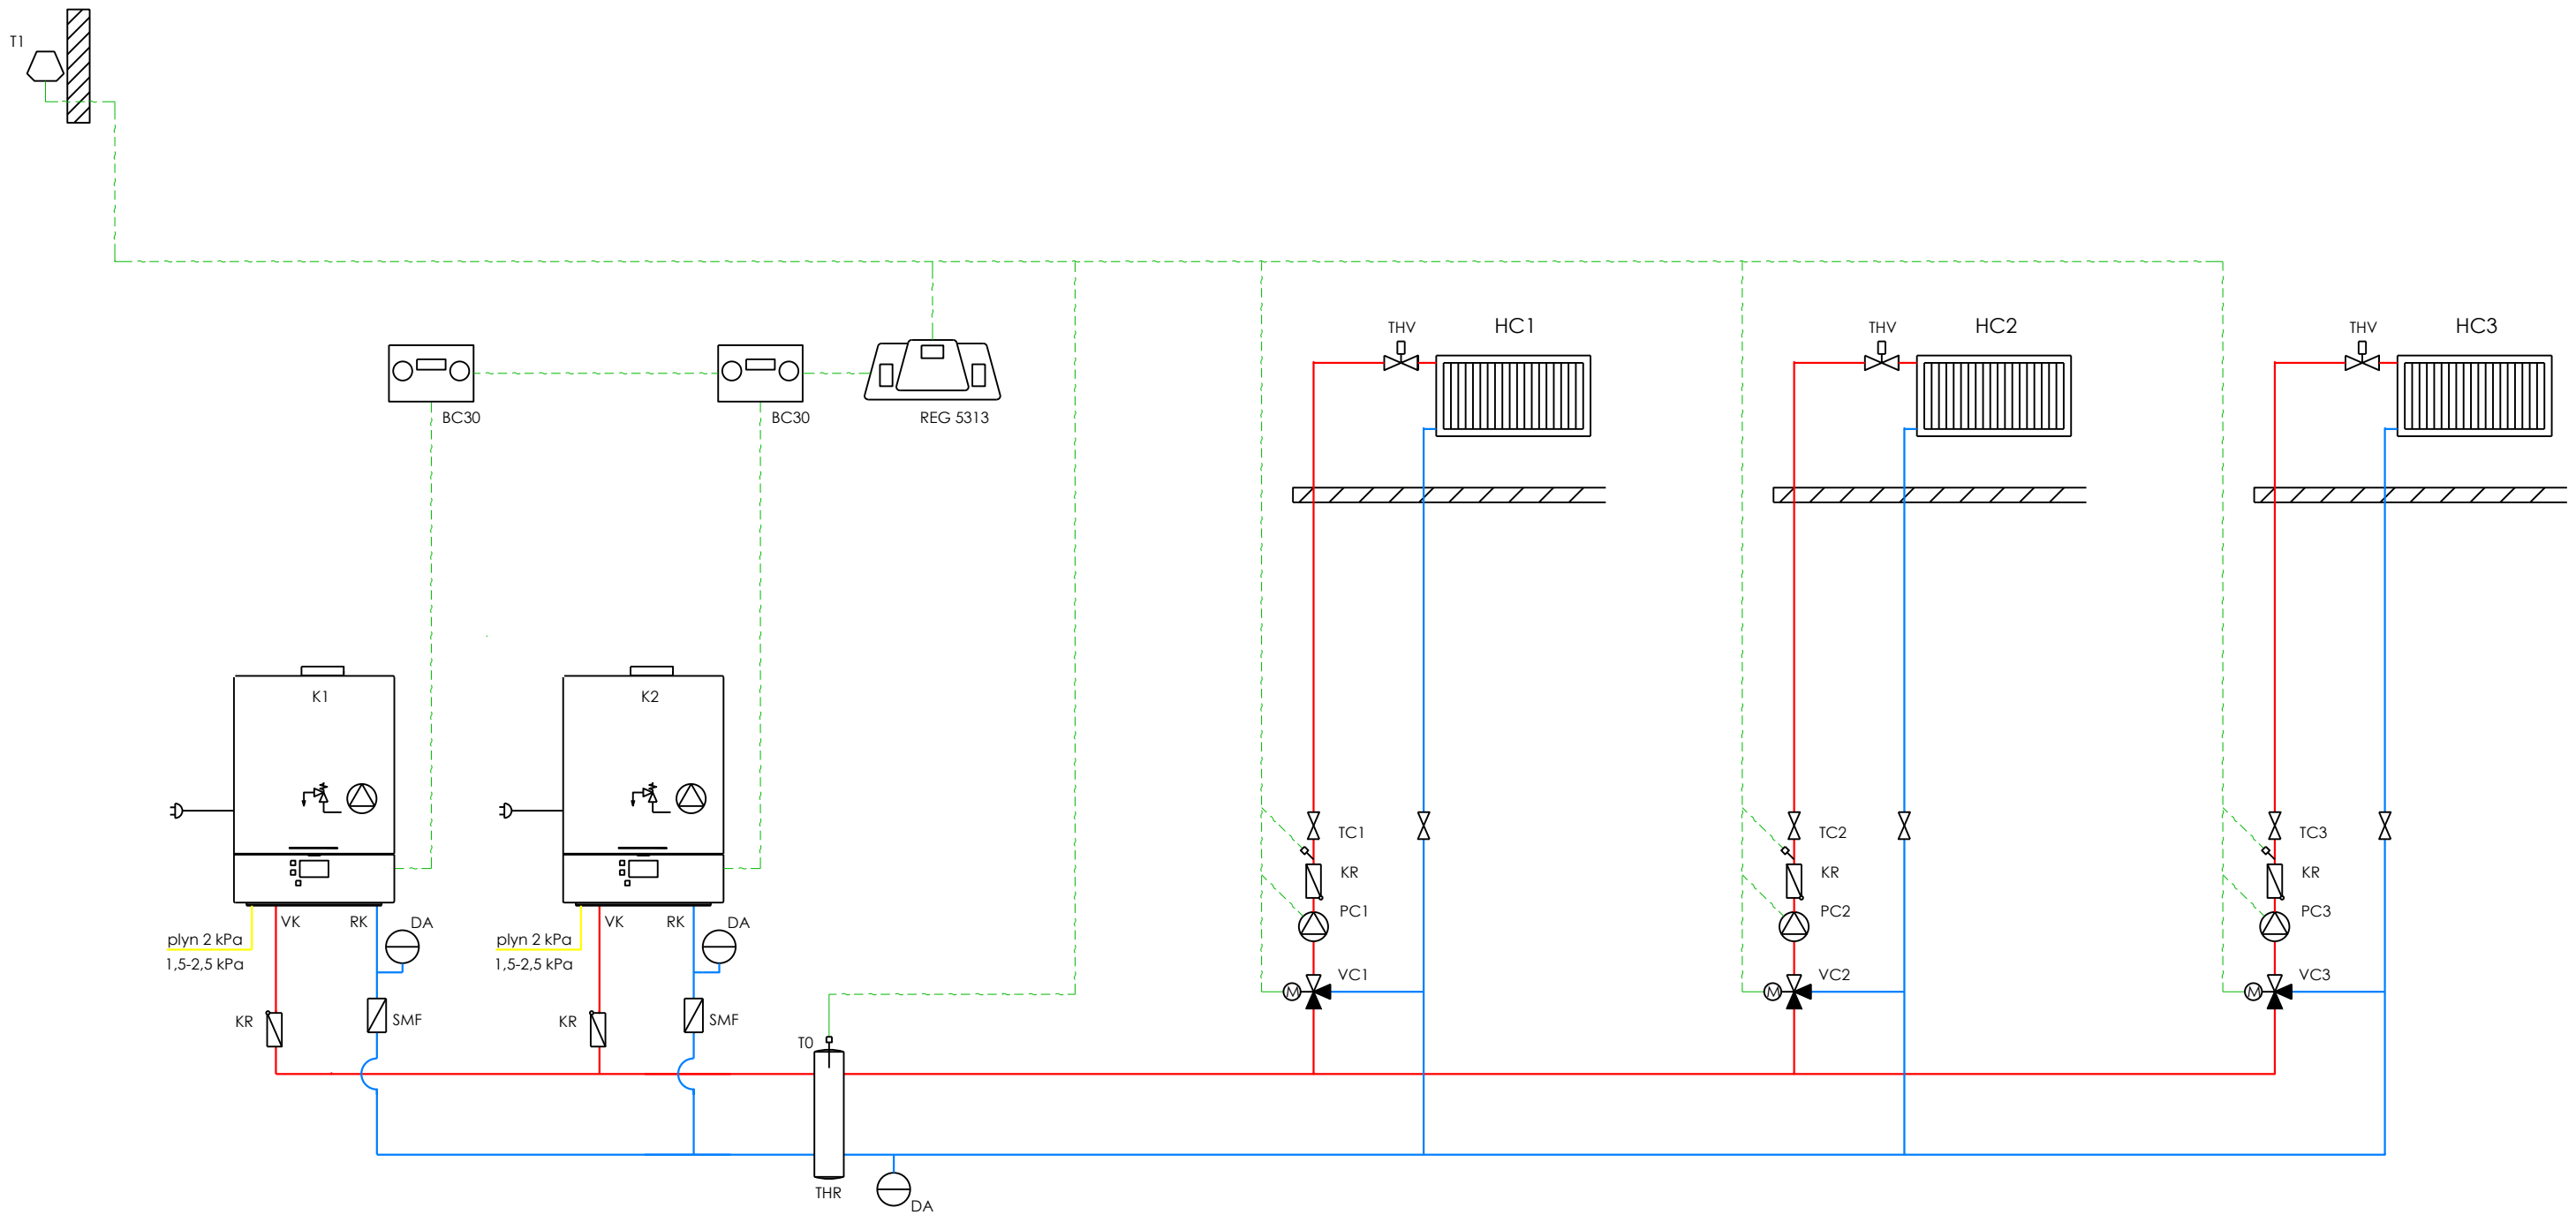 T1
HC1
HC2
HC3
THV
THV
THV
BC30
BC30
REG 5313
K1
K2
TC1
TC2
TC3
KR
KR
KR
PC1
PC2
PC3
VK
RK
DA
VK
RK
DA
plyn 2 kPa
1,5-2,5 kPa
plyn 2 kPa
1,5-2,5 kPa
M
VC1
M
VC2
M
VC3
KR
SMF
KR
SMF
T0
THR
DA